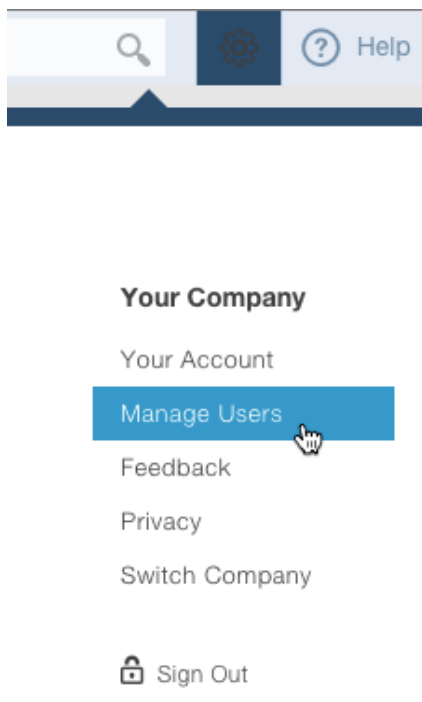 Help
Your Company
Your Account
Manage Users
Feedback
Privacy
Switch Company
Sign Out